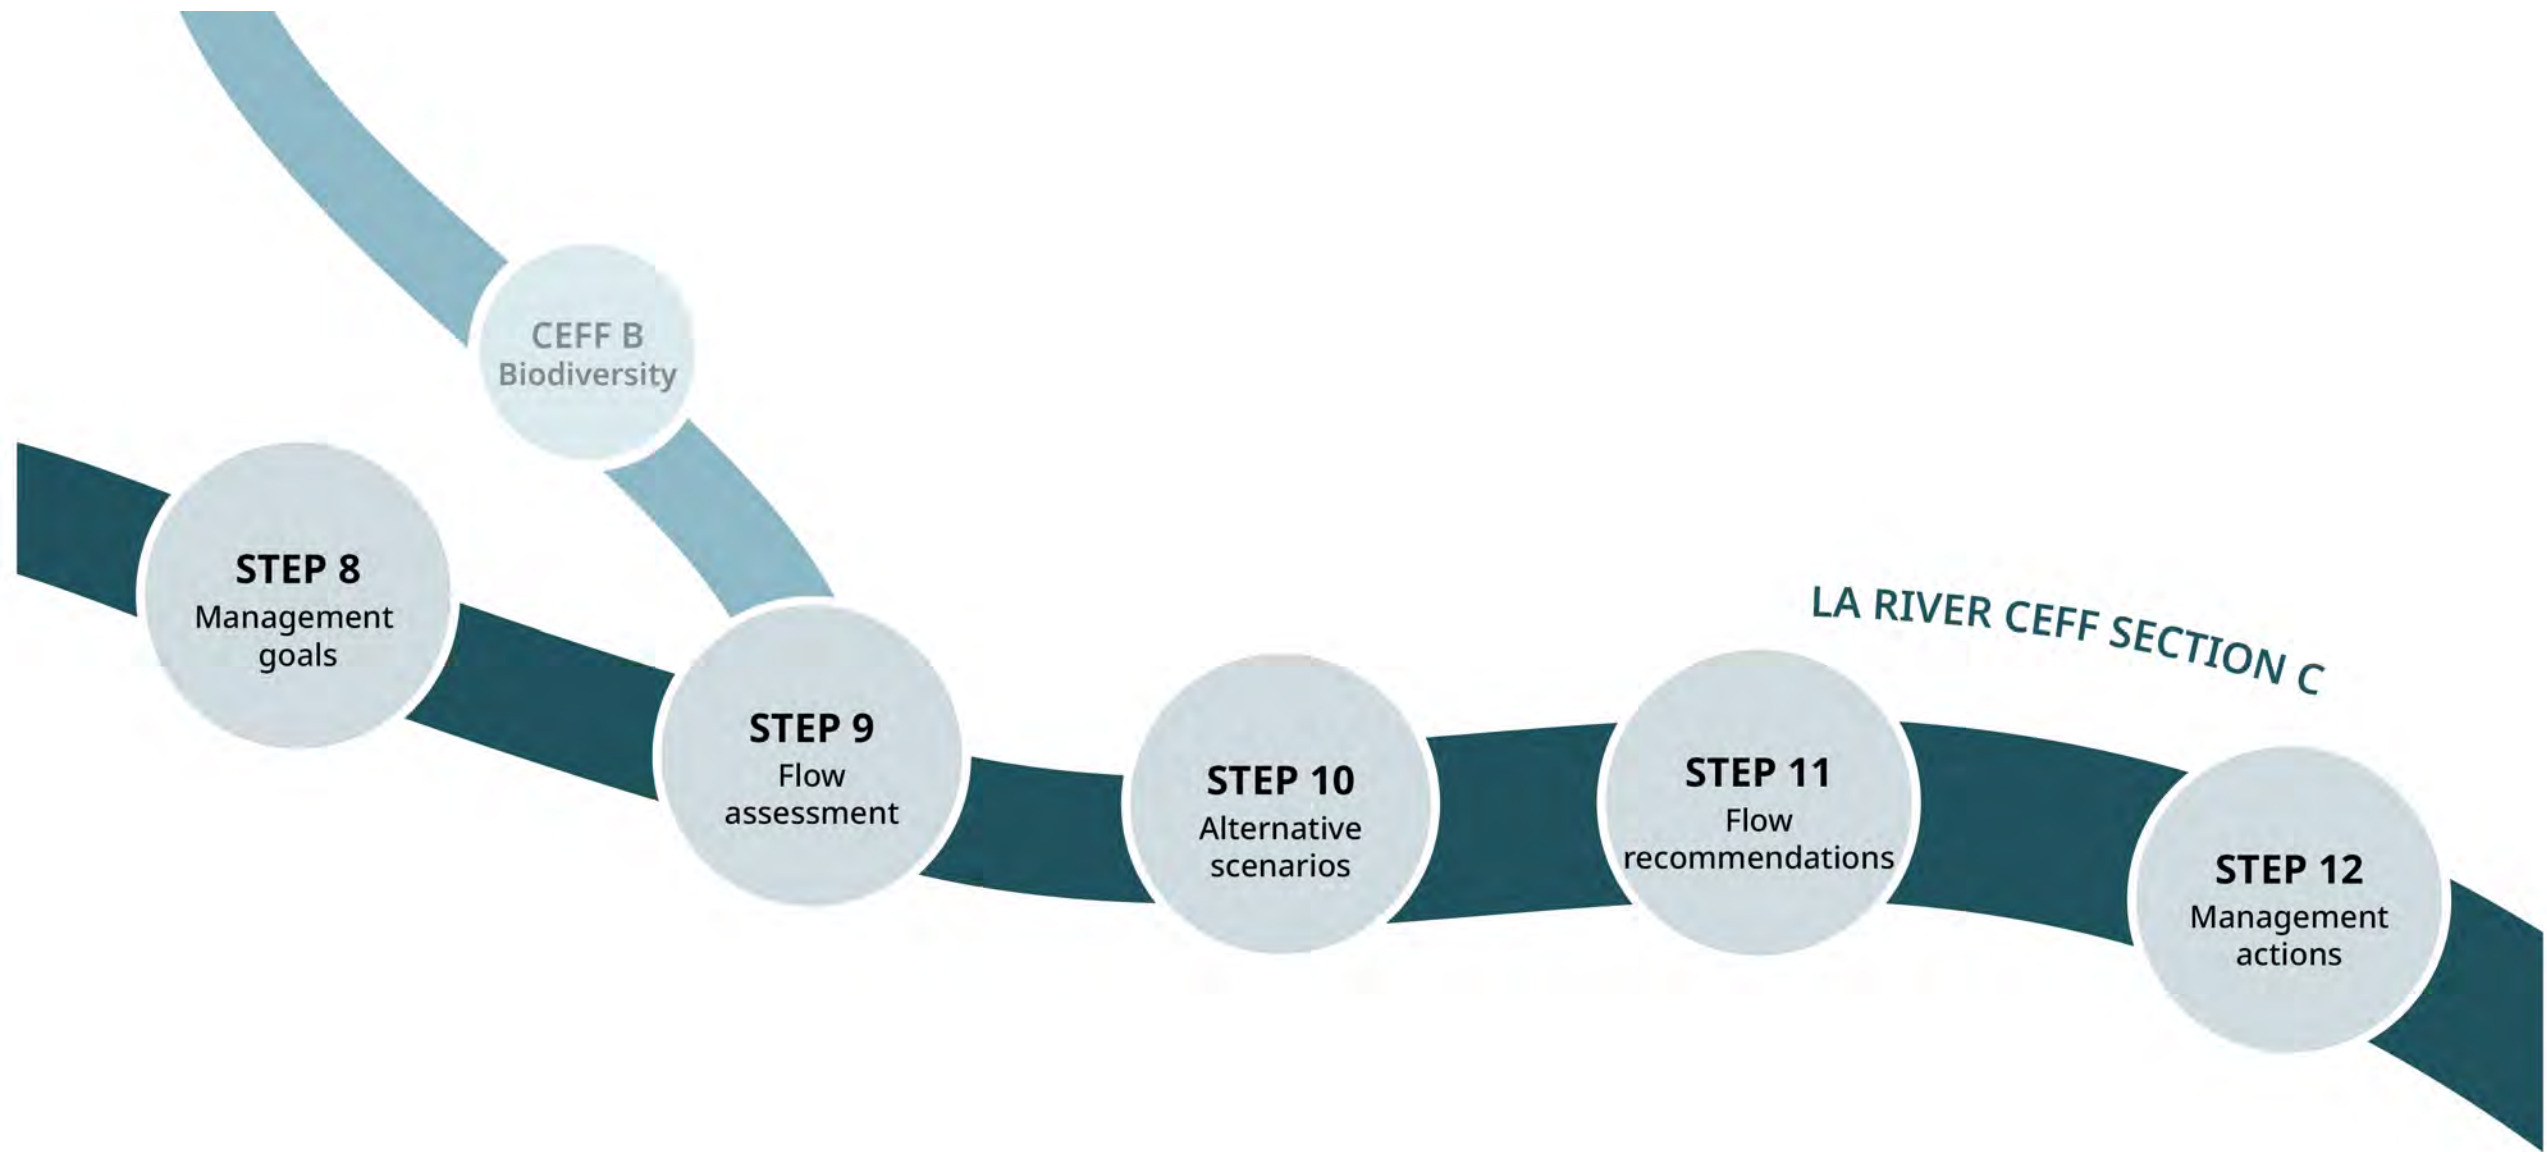 CEFF B
Biodiversity
STEP 8
Management
goals
STEP 9
Flow
assessment
STEP 10
Alternative
scenarios
STEP 11
Flow
recommendations
LA RIVER CEFF SECTION C
STEP 12
Management
actions